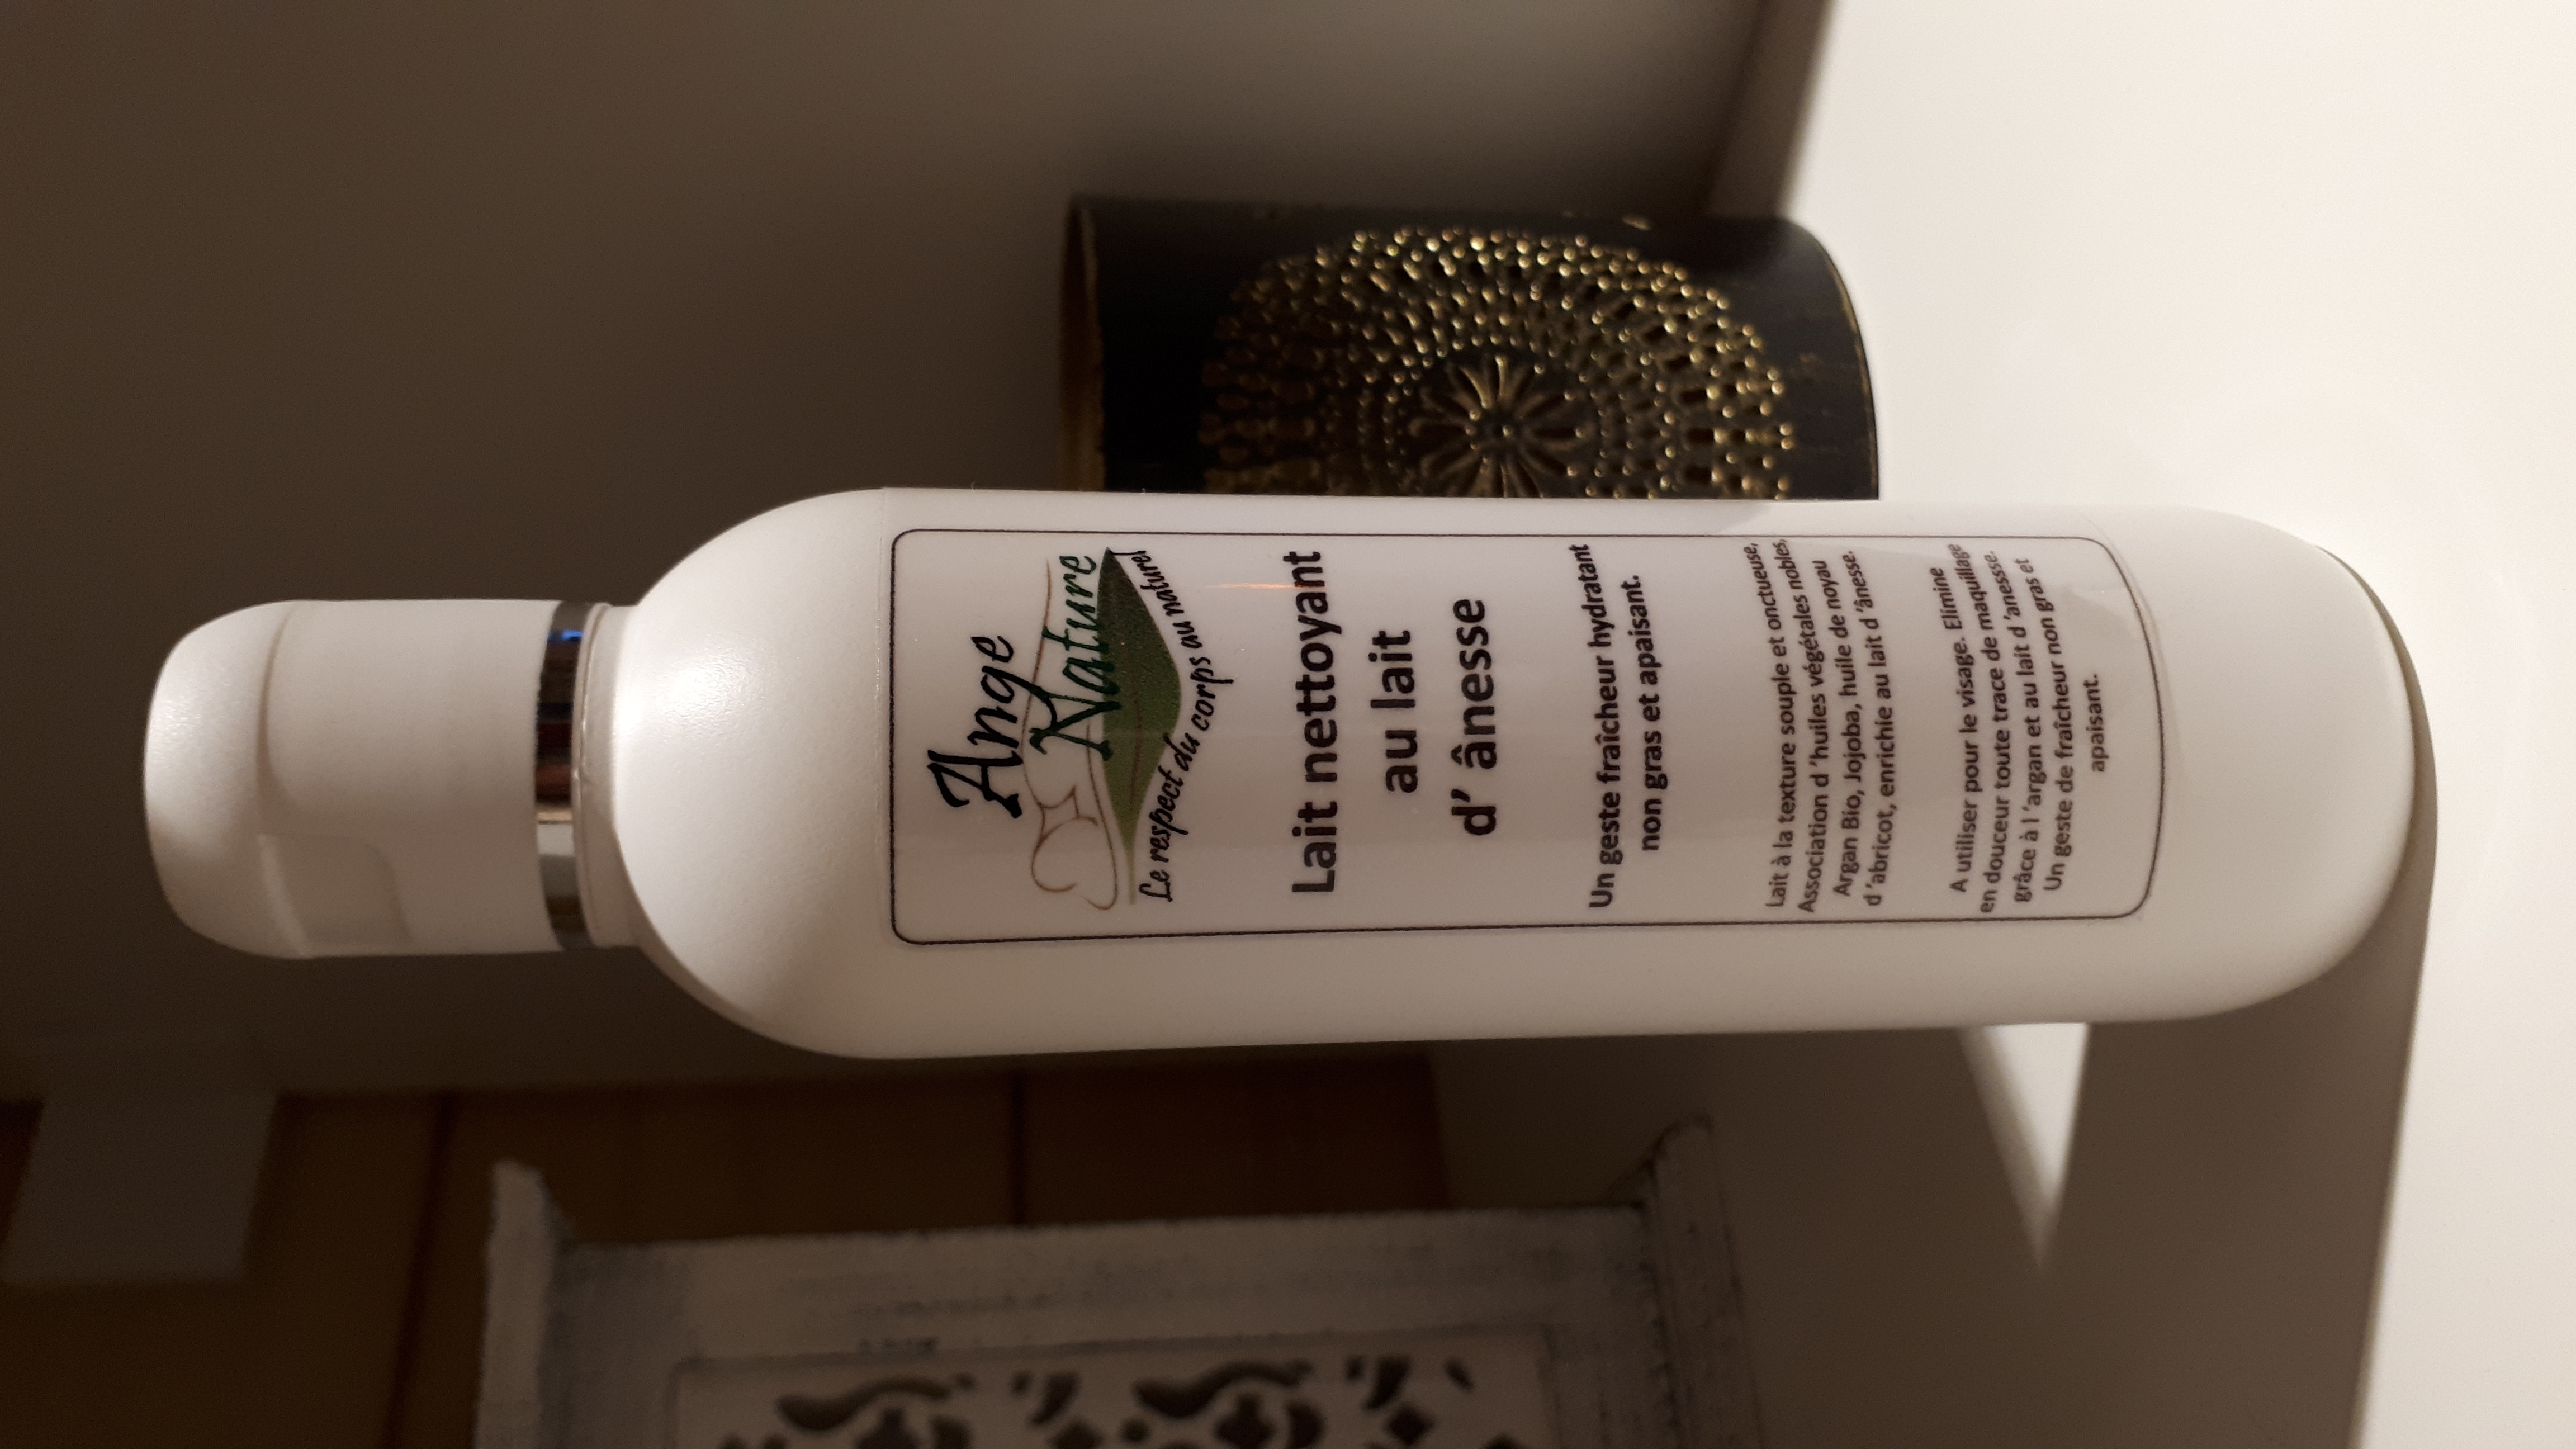 Ange
Nature
Le respect du corps au naturel
Lait nettoyant
au lait
d' ânesse
Un geste fraîcheur hydratant
non gras et apaisant.
Lait à la texture souple et onctueuse,
Association d 'huiles végétales nobles,
Argan Bio, Jojoba, huile de noyau
d 'abricot, enrichie au lait d 'ânesse.
A utiliser pour le visage. Elimine
en douceur toute trace de maquillage
grâce à l 'argan et au lait d 'anessse.
Un geste de fraîcheur non gras et
apaisant.